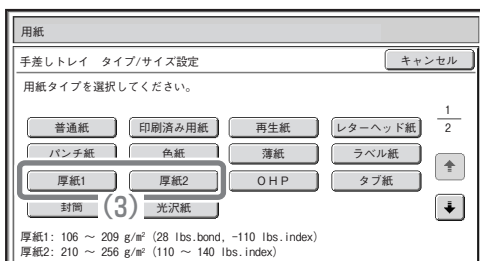 用紙
手差しトレイ タイプ/サイズ設定 キャンセル
用紙タイプを選択してください。
普通紙 印刷済み用紙 再生紙 レターヘッド紙 1
2
パンチ紙 色紙 薄紙 ラベル紙
厚紙1 厚紙2 OHP タブ紙
封筒 (3) 光沢紙
厚紙1: 106 ～ 209 g/m² (28 lbs.bond, -110 lbs.index)
厚紙2: 210 ～ 256 g/m² (110 ～ 140 lbs.index)